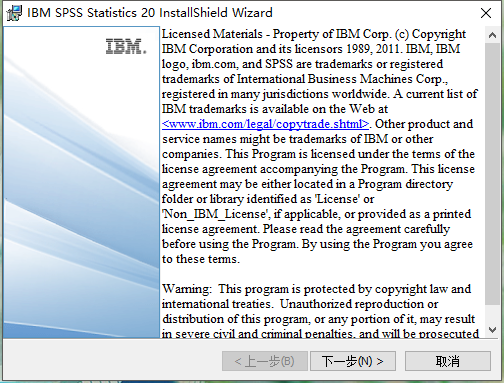 IBM SPSS Statistics 20 InstallShield Wizard
IBM.
Licensed Materials - Property of IBM Corp. (c) Copyright
IBM Corporation and its licensors 1989, 2011. IBM, IBM
logo, ibm.com, and SPSS are trademarks or registered
trademarks of International Business Machines Corp.,
registered in many jurisdictions worldwide. A current list of
IBM trademarks is available on the Web at
<www.ibm.com/legal/copytrade.shtml>. Other product and
service names might be trademarks of IBM or other
companies. This Program is licensed under the terms of the
license agreement accompanying the Program. This license
agreement may be either located in a Program directory
folder or library identified as 'License' or
'Non_IBM_License', if applicable, or provided as a printed
license agreement. Please read the agreement carefully
before using the Program. By using the Program you agree
to these terms.
Warning:  This program is protected by copyright law and
international treaties.  Unauthorized reproduction or
distribution of this program, or any portion of it, may result
in severe civil and criminal penalties, and will be prosecuted
< 上一步(B)
下一步(N) >
取消